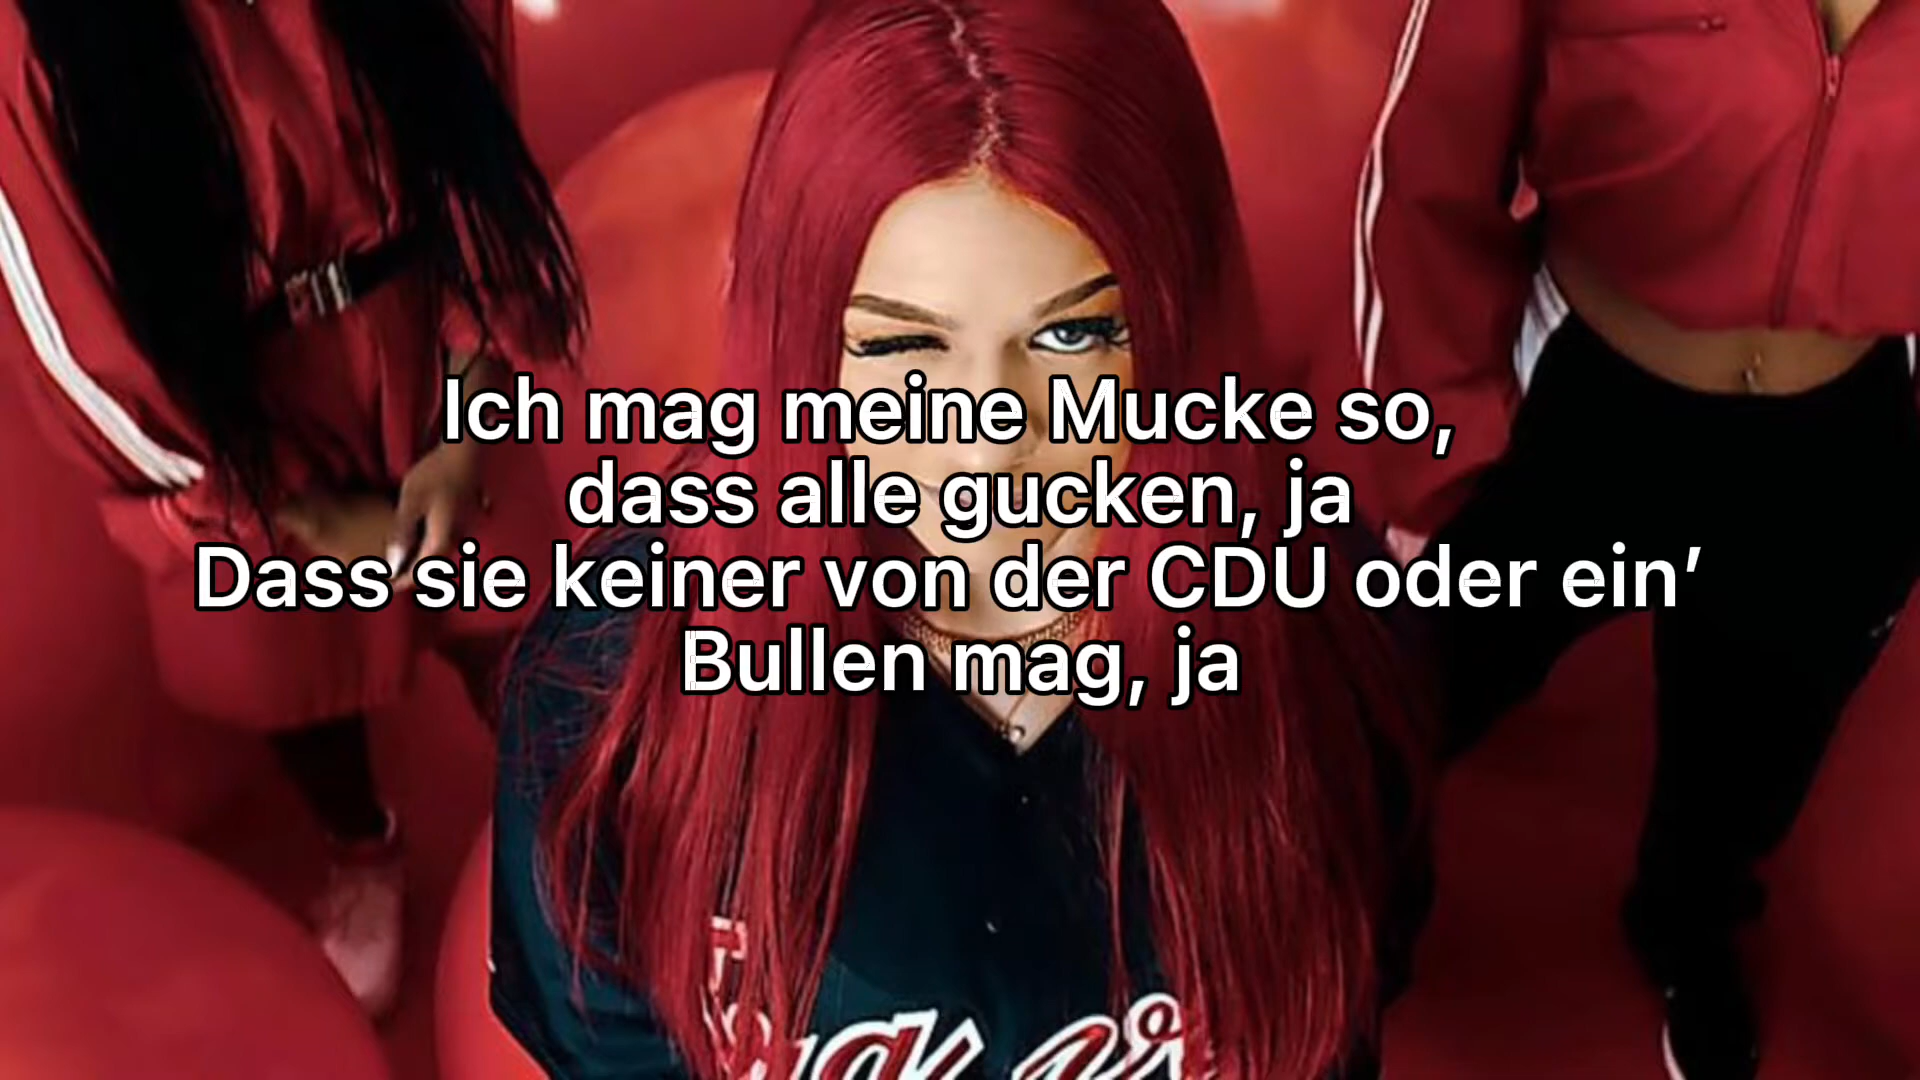 Ich mag meine Mucke so,
dass alle gucken, ja
Dass sie keiner von der CDU oder ein’
Bullen mag, ja